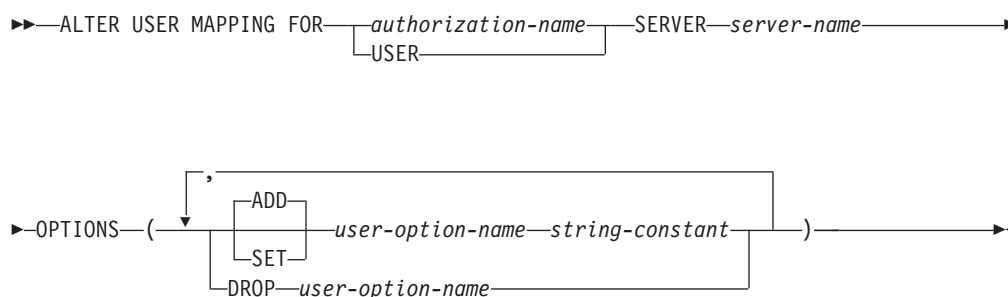 ALTER USER MAPPING FOR authorization-name SERVER server-name
USER
,
ADD
OPTIONS ( user-option-name string-constant )
SET
DROP user-option-name